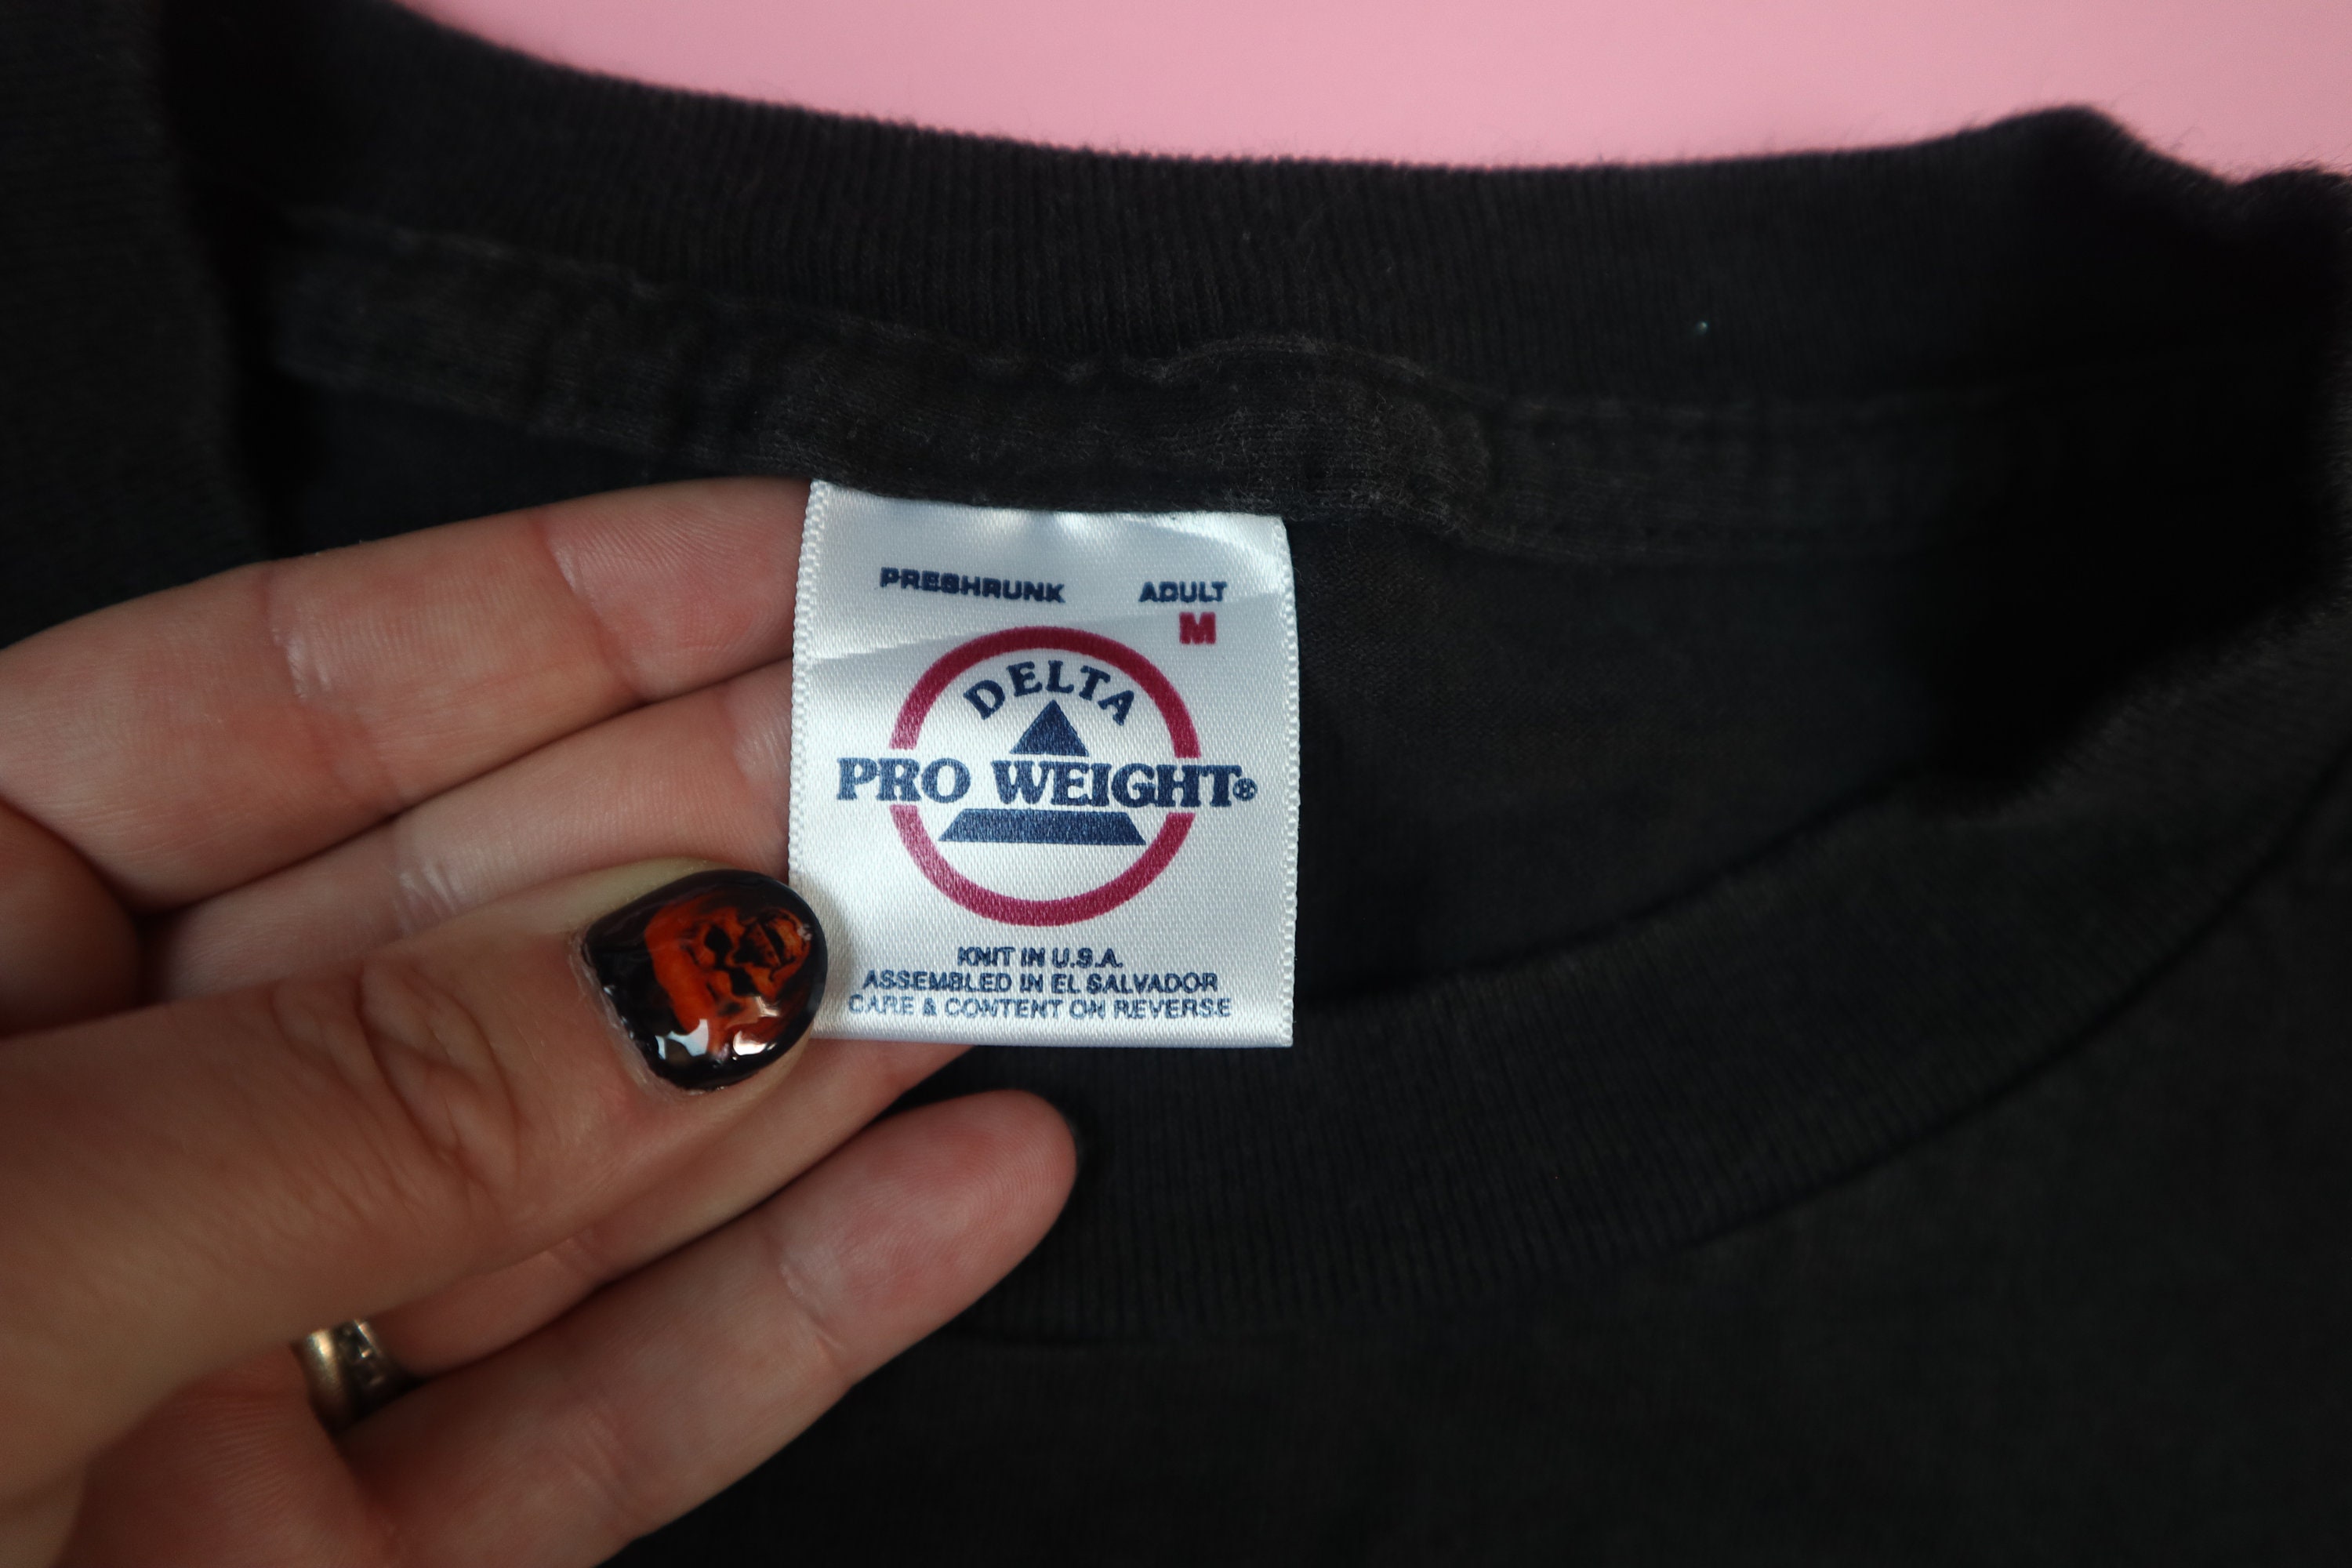 PRESHRUNK ADULT
M
DELTA
PRO WEIGHT®
KNIT IN U.S.A.
ASSEMBLED IN EL SALVADOR
CARE & CONTENT ON REVERSE